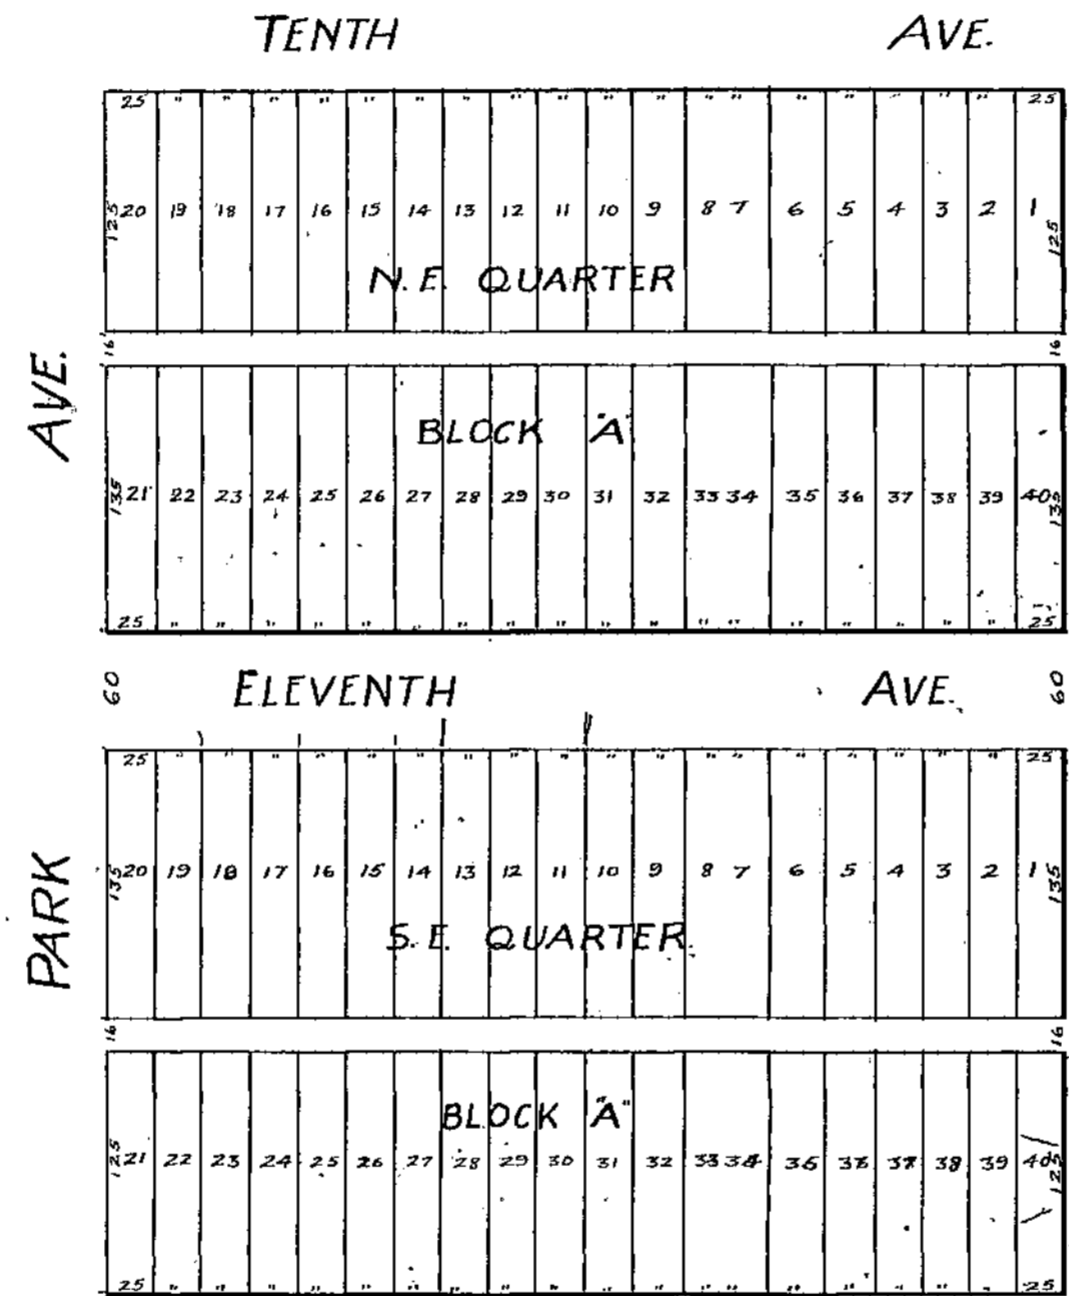 TENTH AVE.
25 " " " " " " " " " " " " " " " " " " 25
125 20 19 18 17 16 15 14 13 12 11 10 9 8 7 6 5 4 3 2 1 125
N.E. QUARTER
16 16
AVE.
BLOCK "A"
135 21 22 23 24 25 26 27 28 29 30 31 32 33 34 35 36 37 38 39 40 135
25 " " " " " " " " " " " " " " " " " " 25
60 ELEVENTH AVE. 60
25 " " " " " " " " " " " " " " " " " " 25
PARK
135 20 19 18 17 16 15 14 13 12 11 10 9 8 7 6 5 4 3 2 1 135
S.E. QUARTER
16 16
BLOCK "A"
125 21 22 23 24 25 26 27 28 29 30 31 32 33 34 35 36 37 38 39 40 125
25 " " " " " " " " " " " " " " " " " " 25